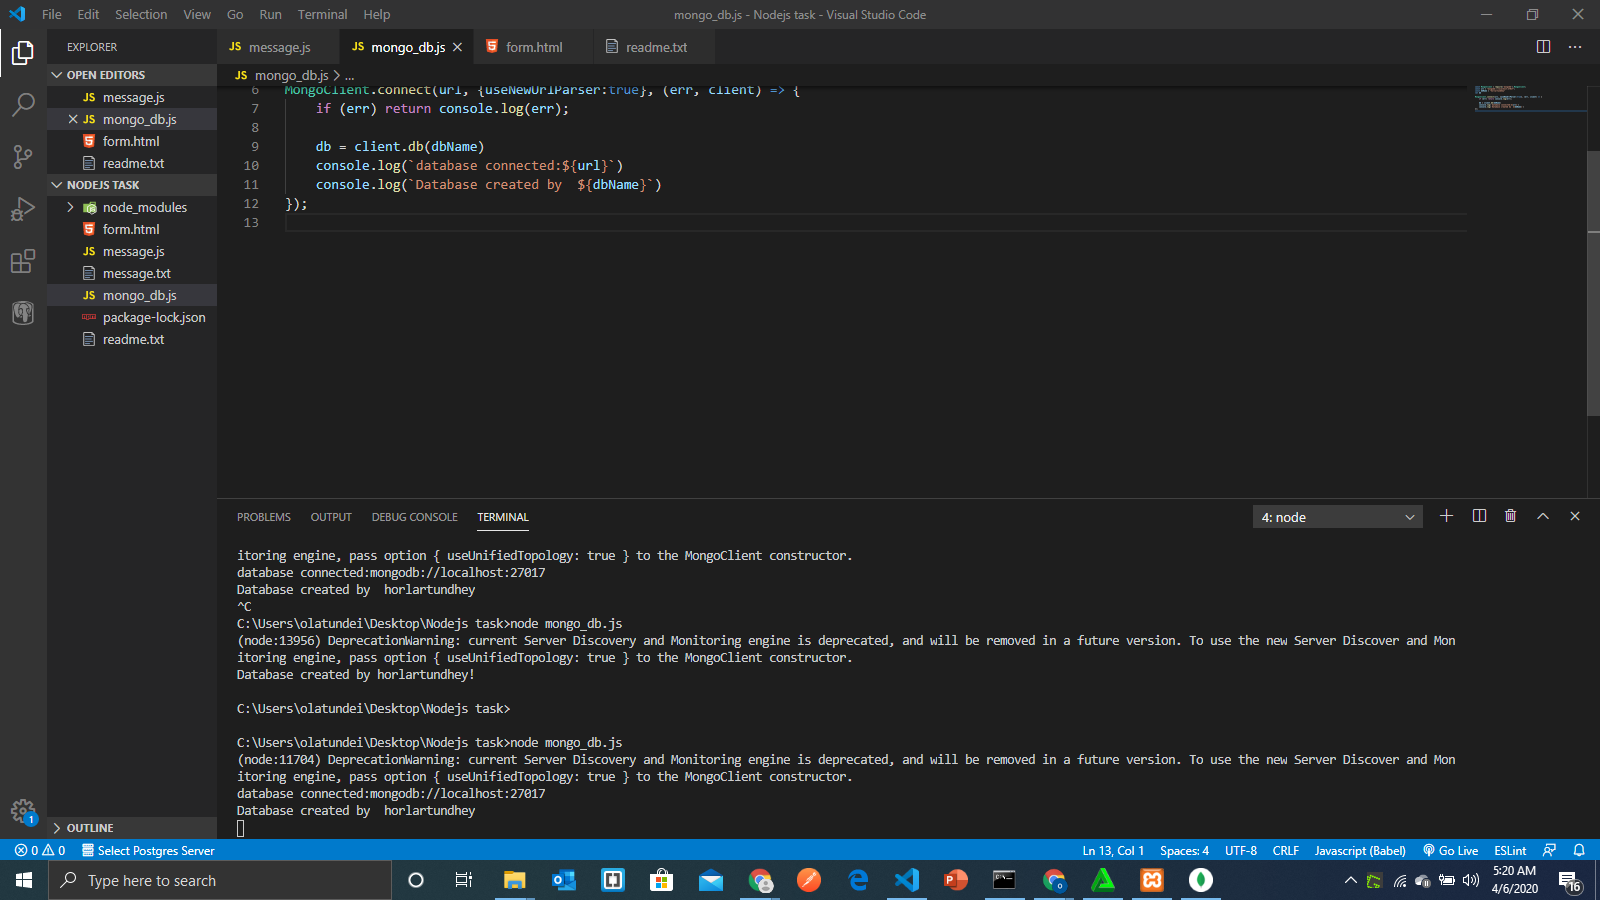 File Edit Selection View Go Run Terminal Help
mongo_db.js - Nodejs task - Visual Studio Code
EXPLORER
OPEN EDITORS
JS message.js
JS mongo_db.js
form.html
readme.txt
NODEJS TASK
node_modules
form.html
JS message.js
message.txt
JS mongo_db.js
npm package-lock.json
readme.txt
OUTLINE
JS message.js
JS mongo_db.js
form.html
readme.txt
JS mongo_db.js > ...
6 MongoClient.connect(url, {useNewUrlParser:true}, (err, client) => {
7 if (err) return console.log(err);
8
9 db = client.db(dbName)
10 console.log(`database connected:${url}`)
11 console.log(`Database created by  ${dbName}`)
12 });
13
PROBLEMS OUTPUT DEBUG CONSOLE TERMINAL
4: node
itoring engine, pass option { useUnifiedTopology: true } to the MongoClient constructor.
database connected:mongodb://localhost:27017
Database created by  horlartundhey
^C
C:\Users\olatundei\Desktop\Nodejs task>node mongo_db.js
(node:13956) DeprecationWarning: current Server Discovery and Monitoring engine is deprecated, and will be removed in a future version. To use the new Server Discover and Mon
itoring engine, pass option { useUnifiedTopology: true } to the MongoClient constructor.
Database created by horlartundhey!
C:\Users\olatundei\Desktop\Nodejs task>
C:\Users\olatundei\Desktop\Nodejs task>node mongo_db.js
(node:11704) DeprecationWarning: current Server Discovery and Monitoring engine is deprecated, and will be removed in a future version. To use the new Server Discover and Mon
itoring engine, pass option { useUnifiedTopology: true } to the MongoClient constructor.
database connected:mongodb://localhost:27017
Database created by  horlartundhey
1
0 0 Select Postgres Server
Ln 13, Col 1 Spaces: 4 UTF-8 CRLF Javascript (Babel) Go Live ESLint
Type here to search
5:20 AM
4/6/2020
16